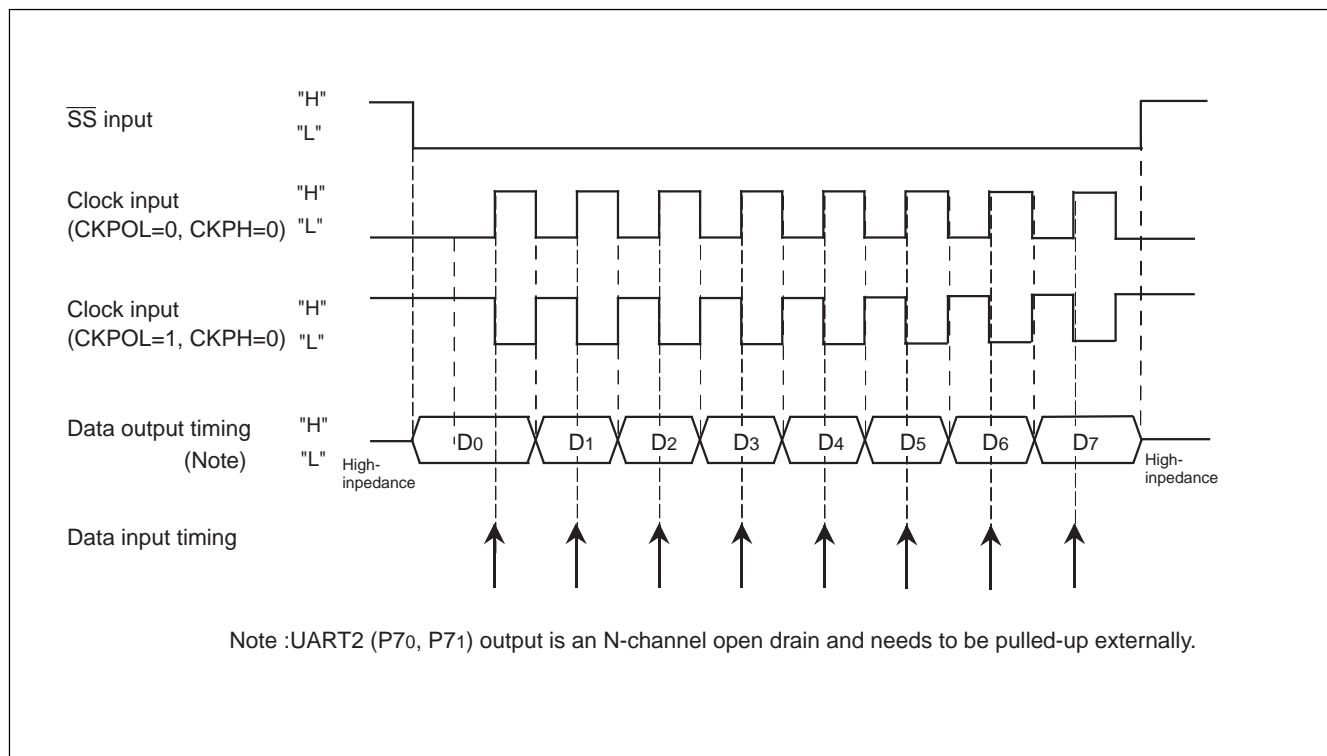 "H"
SS input
"L"
Clock input "H"
(CKPOL=0, CKPH=0) "L"
Clock input "H"
(CKPOL=1, CKPH=0) "L"
Data output timing "H"
(Note) "L"
High-
inpedance
D0 D1 D2 D3 D4 D5 D6 D7
High-
inpedance
Data input timing
Note :UART2 (P70, P71) output is an N-channel open drain and needs to be pulled-up externally.